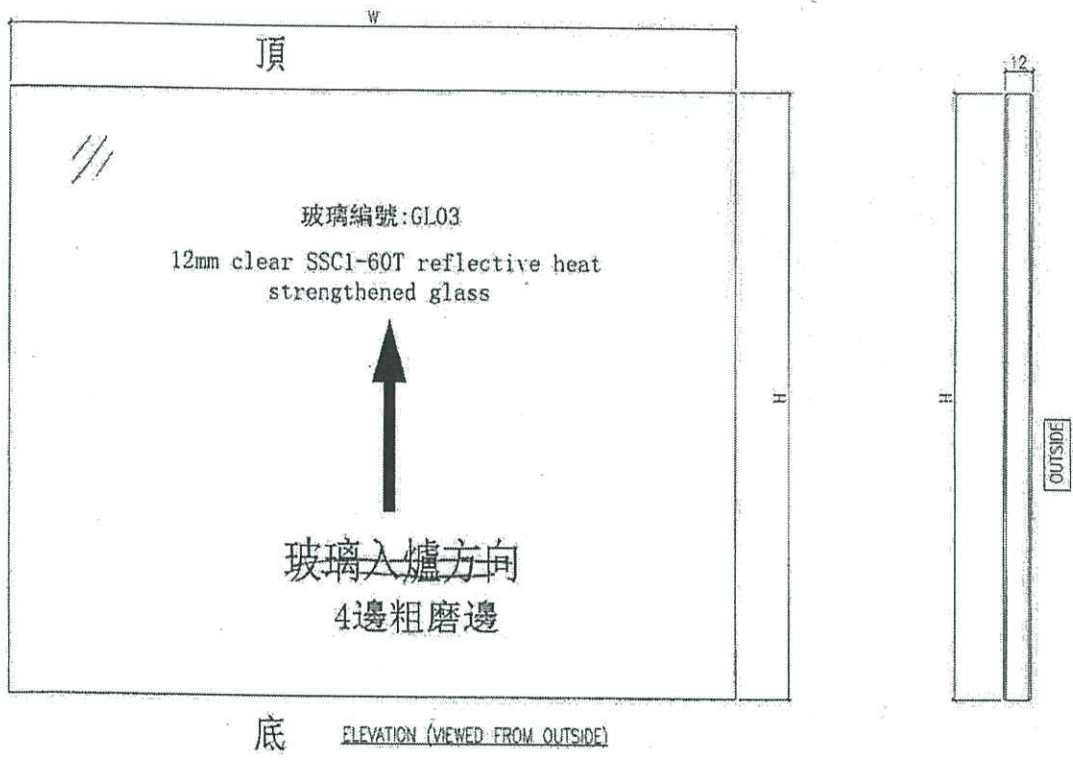 W
頂
12
玻璃編號:GL03
12mm clear SSC1-60T reflective heat
strengthened glass
H
H
OUTSIDE
玻璃入爐方向
4邊粗磨邊
底
ELEVATION (VIEWED FROM OUTSIDE)